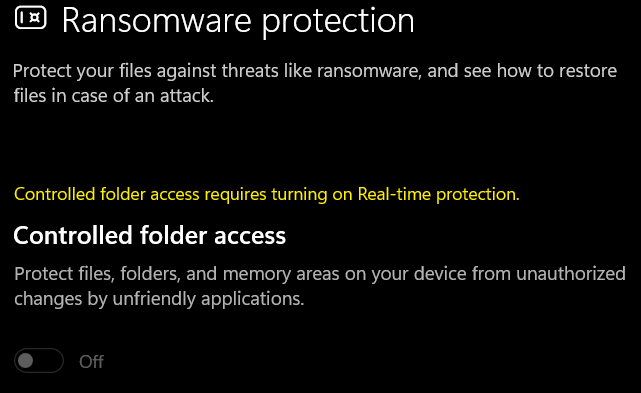 Ransomware protection
Protect your files against threats like ransomware, and see how to restore
files in case of an attack.
Controlled folder access requires turning on Real-time protection.
Controlled folder access
Protect files, folders, and memory areas on your device from unauthorized
changes by unfriendly applications.
Off